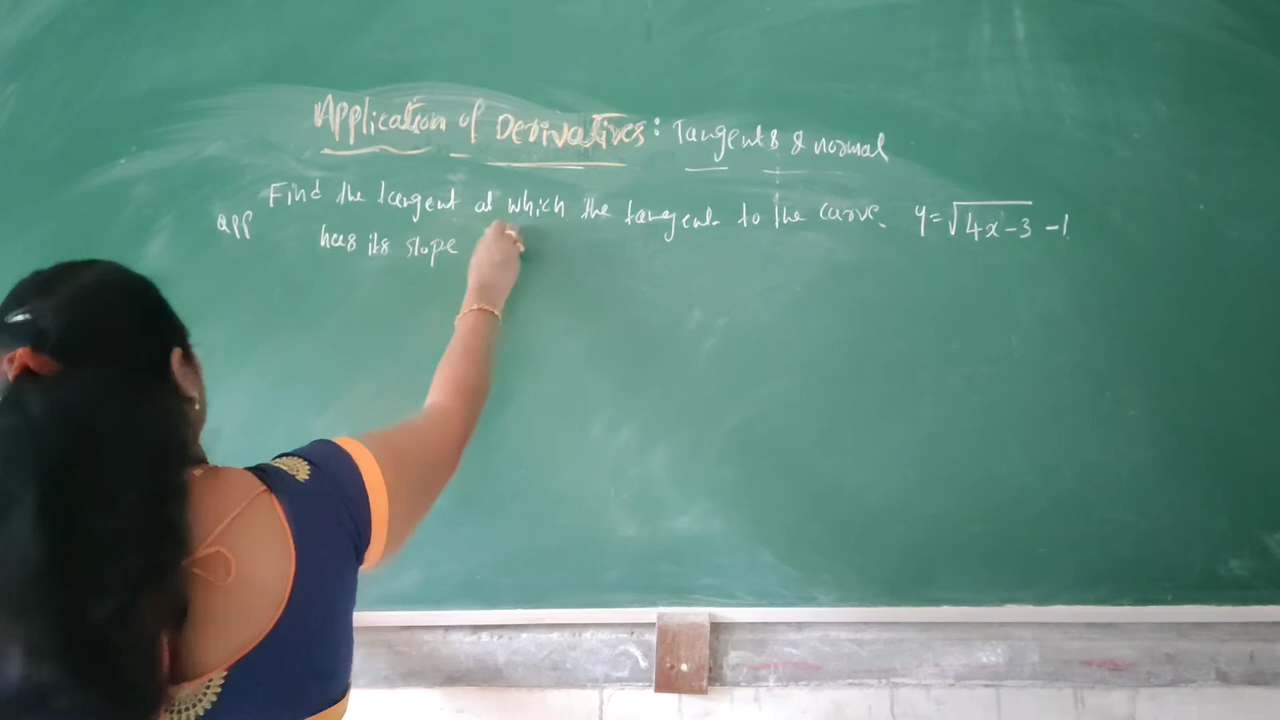 Application of Derivatives: Tangents & normal
Find the tangent at which the tangent to the curve. y=√4x-3 -1
app has its slope